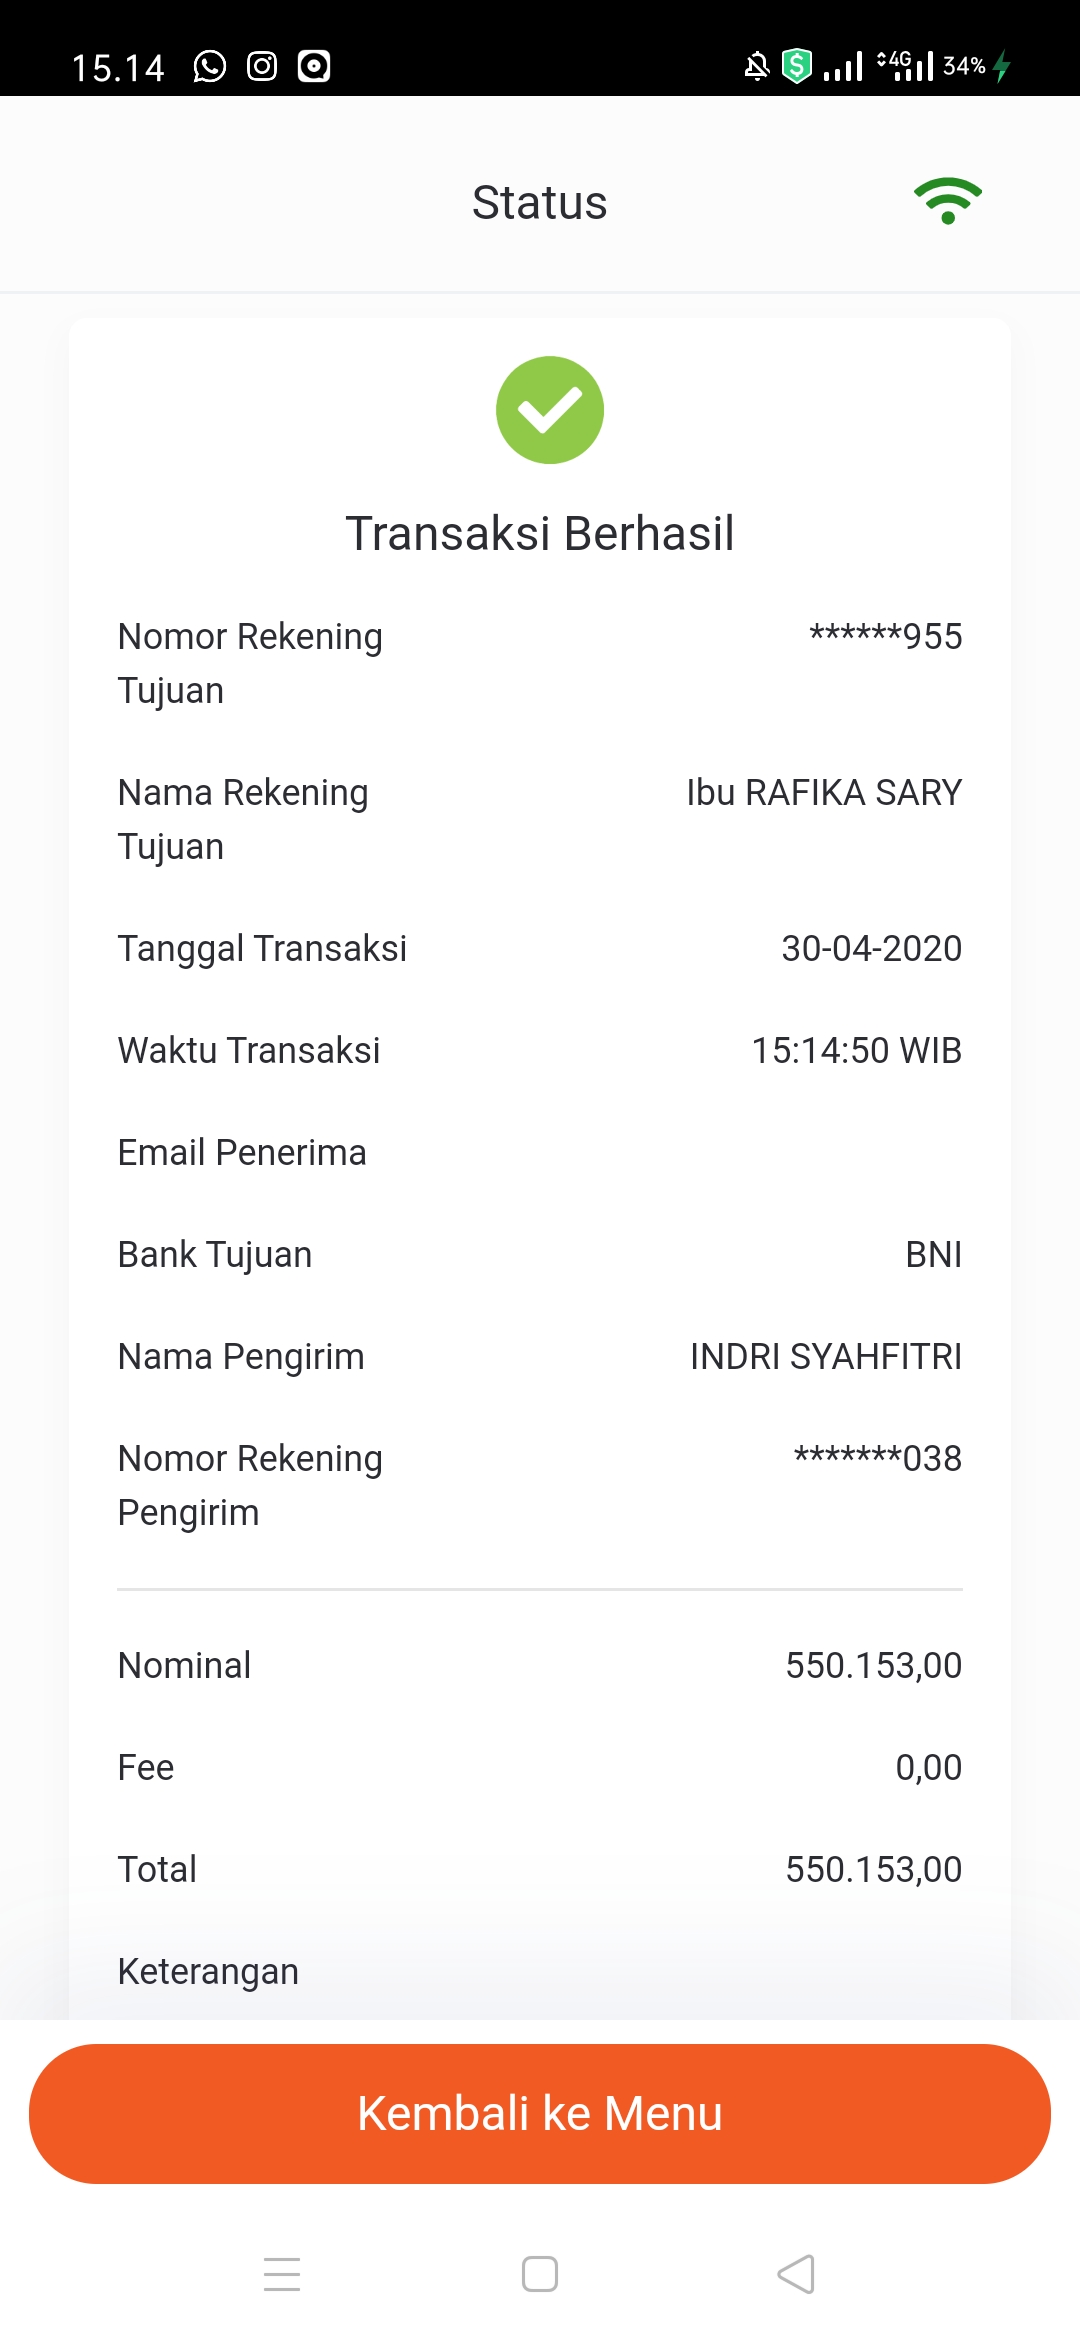 15.14
4G 34%
Status
Transaksi Berhasil
Nomor Rekening Tujuan ******955
Nama Rekening Tujuan Ibu RAFIKA SARY
Tanggal Transaksi 30-04-2020
Waktu Transaksi 15:14:50 WIB
Email Penerima
Bank Tujuan BNI
Nama Pengirim INDRI SYAHFITRI
Nomor Rekening Pengirim *******038
Nominal 550.153,00
Fee 0,00
Total 550.153,00
Keterangan
Kembali ke Menu